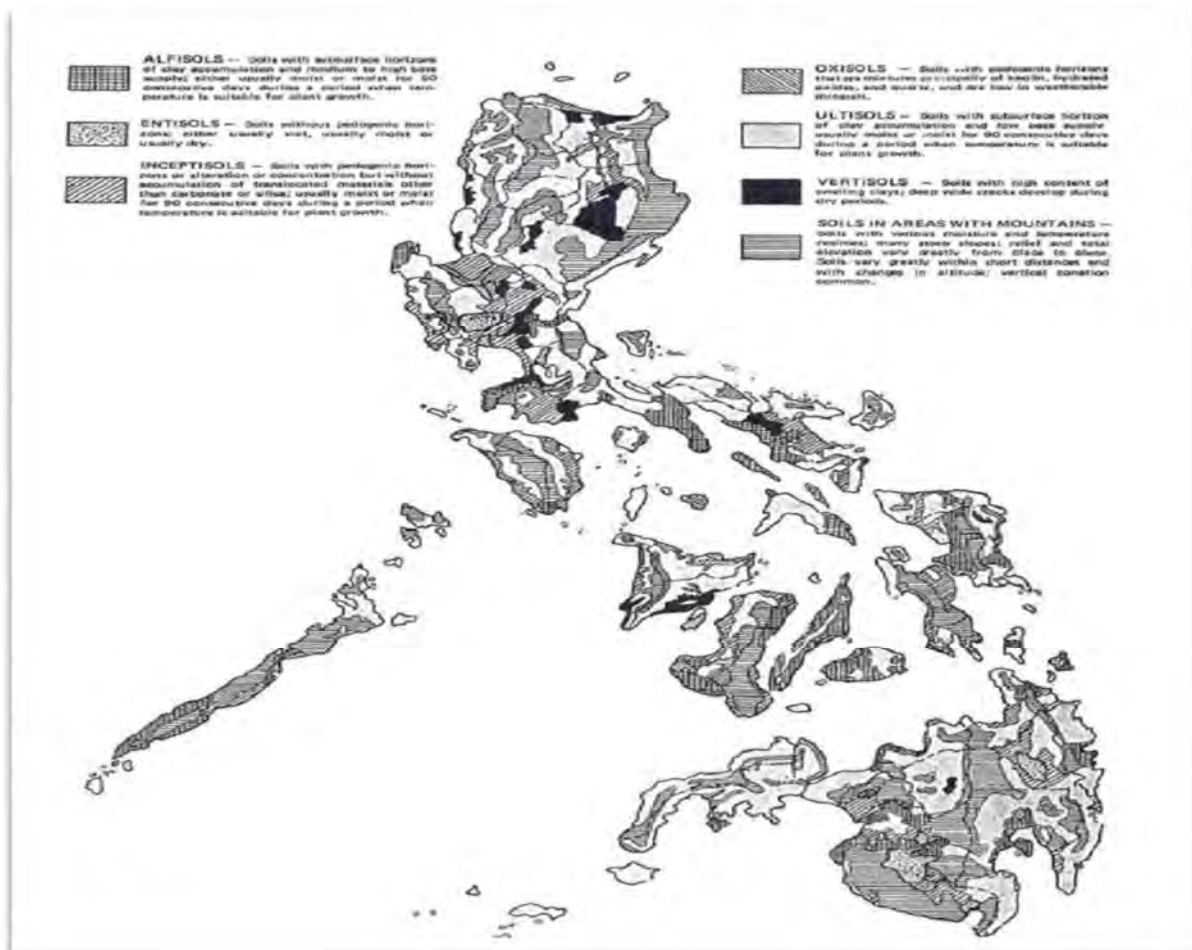 ALFISOLS — Soils with subsurface horizons
of clay accumulation and medium to high base
supply; either usually moist or moist for 90
consecutive days during a period when tem-
perature is suitable for plant growth.
ENTISOLS — Soils without pedogenic hori-
zons; either usually wet, usually moist or
usually dry.
INCEPTISOLS — Soils with pedogenic hori-
zons or alteration or concentration but without
accumulation of translocated materials other
than carbonate or silica; usually moist or moist
for 90 consecutive days during a period when
temperature is suitable for plant growth.
OXISOLS — Soils with pedogenic horizons
that are mixtures principally of kaolin, hydrated
oxides, and quartz, and are low in weatherable
minerals.
ULTISOLS — Soils with subsurface horizon
of clay accumulation and low base supply;
usually moist or moist for 90 consecutive days
during a period when temperature is suitable
for plant growth.
VERTISOLS — Soils with high content of
swelling clays; deep wide cracks develop during
dry periods.
SOILS IN AREAS WITH MOUNTAINS —
Soils with various moisture and temperature
regimes; many steep slopes; relief and total
elevation vary greatly from place to place.
Soils vary greatly within short distances and
with changes in altitude; vertical zonation
common.